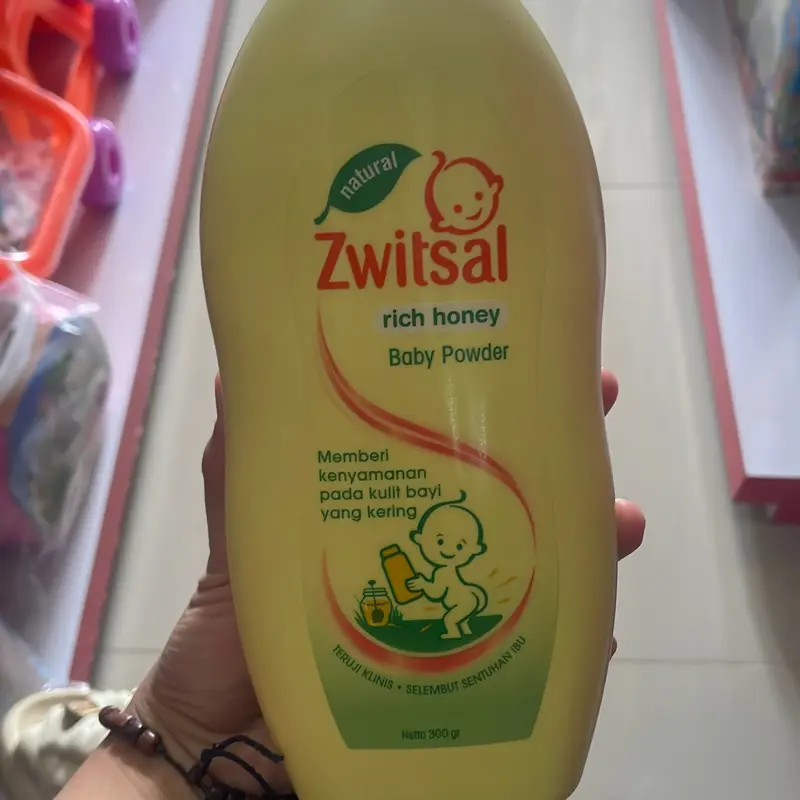 natural
Zwitsal
rich honey
Baby Powder
Memberi
kenyamanan
pada kulit bayi
yang kering
TERUJI KLINIS • SELEMBUT SENTUHAN IBU
Netto 300 gr